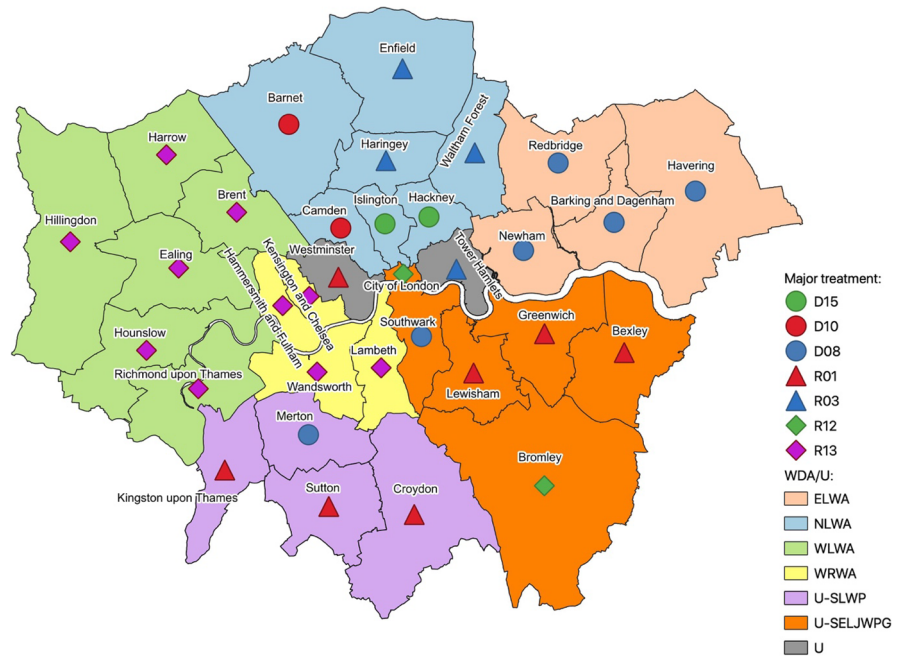 Enfield
Barnet
Waltham Forest
Harrow
Haringey
Redbridge
Havering
Brent
Islington
Hackney
Barking and Dagenham
Camden
Hillingdon
Newham
Westminster
Tower Hamlets
Ealing
Kensington and Chelsea
Hammersmith and Fulham
City of London
Greenwich
Southwark
Hounslow
Bexley
Lambeth
Richmond upon Thames
Wandsworth
Lewisham
Merton
Bromley
Sutton
Croydon
Kingston upon Thames
Major treatment:
D15
D10
D08
R01
R03
R12
R13
WDA/U:
ELWA
NLWA
WLWA
WRWA
U-SLWP
U-SELJWPG
U